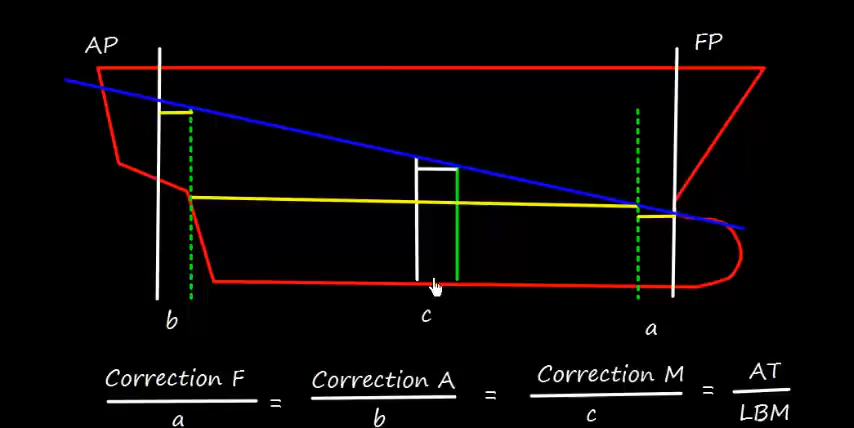 AP
FP
b
c
a
Correction F / a = Correction A / b = Correction M / c = AT / LBM